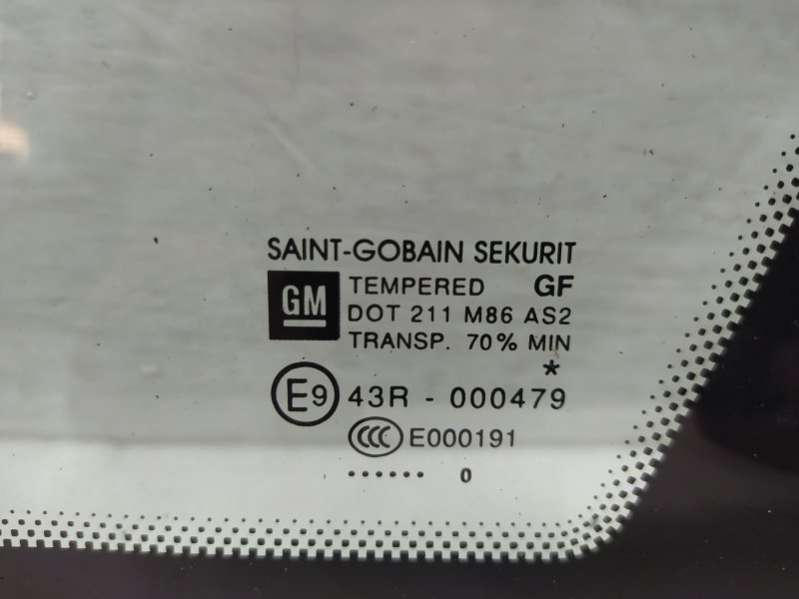 SAINT-GOBAIN SEKURIT
GM TEMPERED GF
DOT 211 M86 AS2
TRANSP. 70% MIN
*
E9 43R - 000479
CCC E000191
...... 0